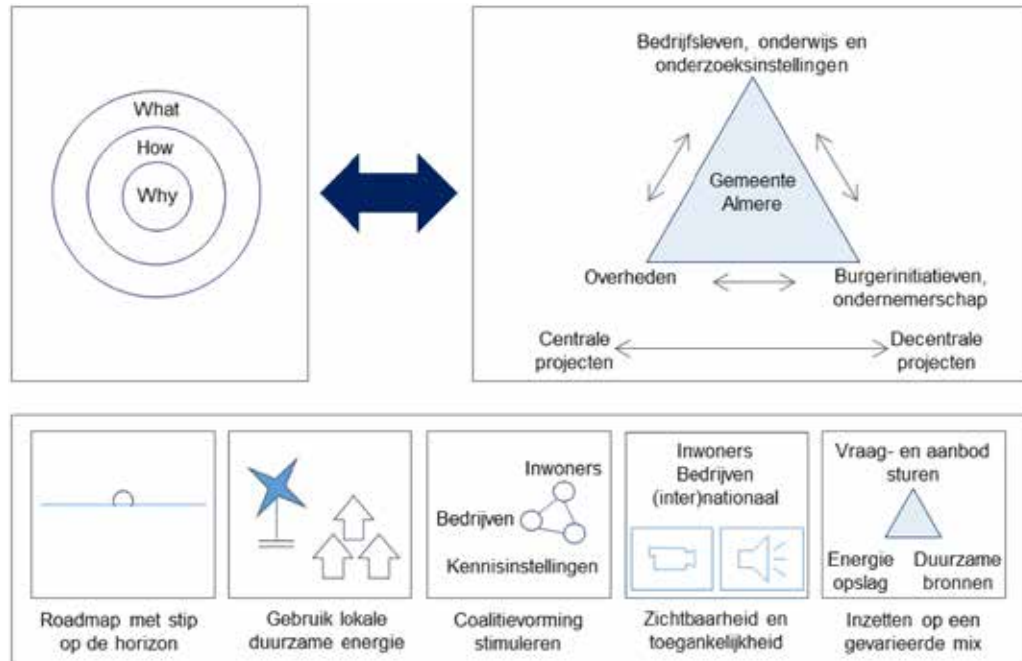 What
How
Why
Bedrijfsleven, onderwijs en
onderzoeksinstellingen
Gemeente
Almere
Overheden
Burgerinitiatieven,
ondernemerschap
Centrale
projecten
Decentrale
projecten
Roadmap met stip
op de horizon
Gebruik lokale
duurzame energie
Inwoners
Bedrijven
Kennisinstellingen
Coalitievorming
stimuleren
Inwoners
Bedrijven
(inter)nationaal
Zichtbaarheid en
toegankelijkheid
Vraag- en aanbod
sturen
Energie
opslag
Duurzame
bronnen
Inzetten op een
gevarieerde mix